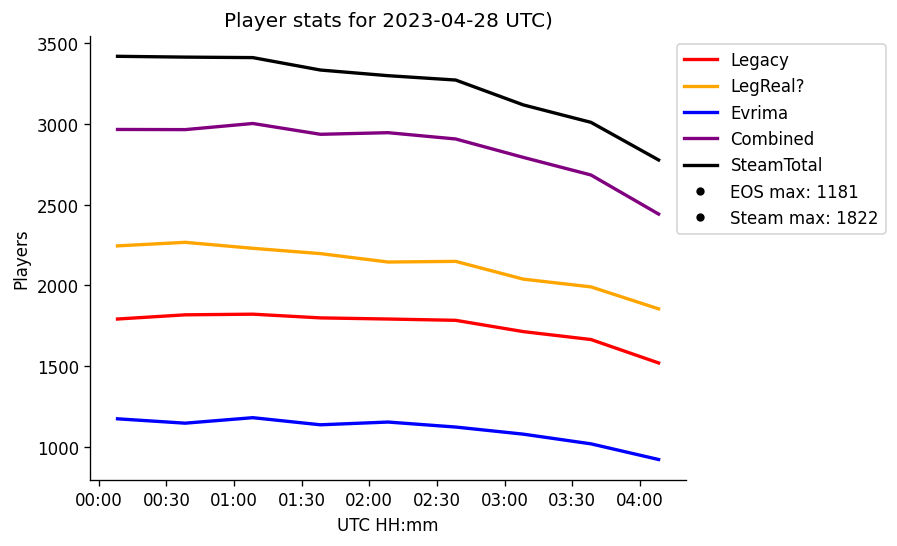 Player stats for 2023-04-28 UTC)
3500
3000
2500
2000
1500
1000
Players
00:00 00:30 01:00 01:30 02:00 02:30 03:00 03:30 04:00
UTC HH:mm
Legacy
LegReal?
Evrima
Combined
SteamTotal
EOS max: 1181
Steam max: 1822